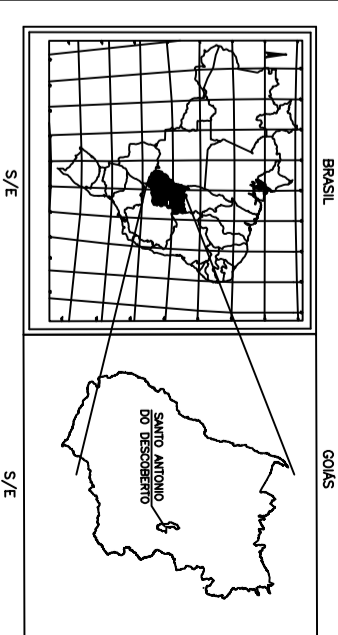 BRASIL
S/E
GOIÁS
SANTO ANTONIO
DO DESCOBERTO
S/E